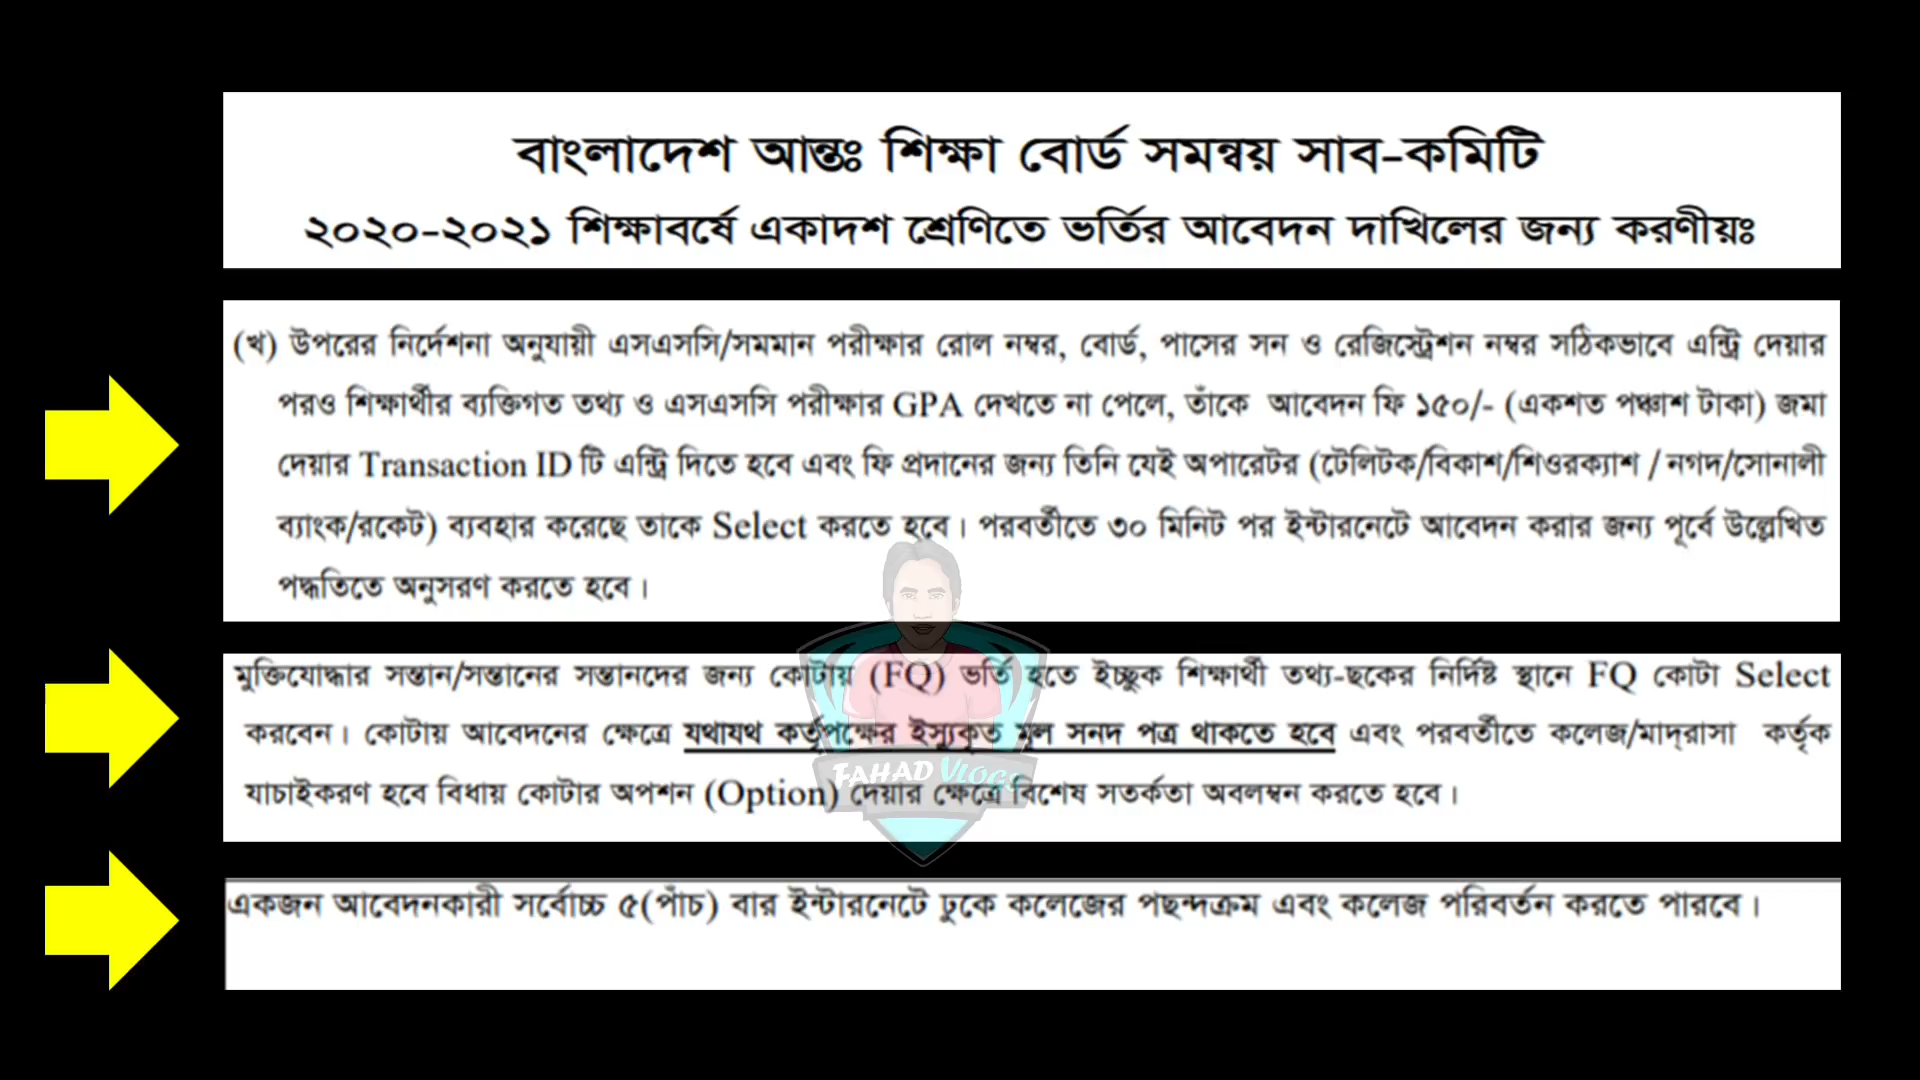 বাংলাদেশ আন্তঃ শিক্ষা বোর্ড সমন্বয় সাব-কমিটি
২০২০-২০২১ শিক্ষাবর্ষে একাদশ শ্রেণিতে ভর্তির আবেদন দাখিলের জন্য করণীয়ঃ
(খ) উপরের নির্দেশনা অনুযায়ী এসএসসি/সমমান পরীক্ষার রোল নম্বর, বোর্ড, পাসের সন ও রেজিস্ট্রেশন নম্বর সঠিকভাবে এন্ট্রি দেয়ার
পরও শিক্ষার্থীর ব্যক্তিগত তথ্য ও এসএসসি পরীক্ষার GPA দেখতে না পেলে, তাঁকে আবেদন ফি ১৫০/- (একশত পঞ্চাশ টাকা) জমা
দেয়ার Transaction ID টি এন্ট্রি দিতে হবে এবং ফি প্রদানের জন্য তিনি যেই অপারেটর (টেলিটক/বিকাশ/শিওরক্যাশ / নগদ/সোনালী
ব্যাংক/রকেট) ব্যবহার করেছে তাকে Select করতে হবে। পরবর্তীতে ৩০ মিনিট পর ইন্টারনেটে আবেদন করার জন্য পূর্বে উল্লেখিত
পদ্ধতিতে অনুসরণ করতে হবে।
মুক্তিযোদ্ধার সন্তান/সন্তানের সন্তানদের জন্য কোটায় (FQ) ভর্তি হতে ইচ্ছুক শিক্ষার্থী তথ্য-ছকের নির্দিষ্ট স্থানে FQ কোটা Select
করবেন। কোটায় আবেদনের ক্ষেত্রে যথাযথ কর্তৃপক্ষের ইস্যুকৃত মূল সনদ পত্র থাকতে হবে এবং পরবর্তীতে কলেজ/মাদ্‌রাসা কর্তৃক
যাচাইকরণ হবে বিধায় কোটার অপশন (Option) দেয়ার ক্ষেত্রে বিশেষ সতর্কতা অবলম্বন করতে হবে।
FAHAD Vlogs
একজন আবেদনকারী সর্বোচ্চ ৫(পাঁচ) বার ইন্টারনেটে ঢুকে কলেজের পছন্দক্রম এবং কলেজ পরিবর্তন করতে পারবে।